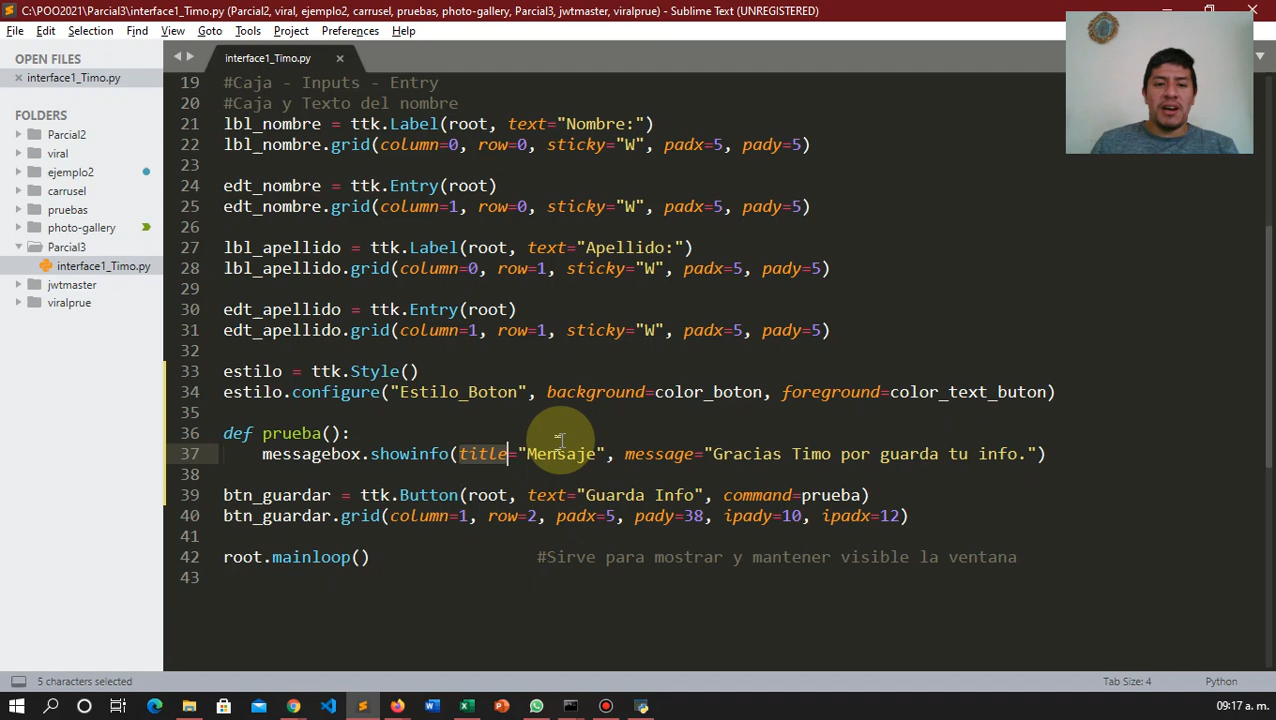 C:\POO2021\Parcial3\interface1_Timo.py (Parcial2, viral, ejemplo2, carrusel, pruebas, photo-gallery, Parcial3, jwtmaster, viralprue) - Sublime Text (UNREGISTERED)
File Edit Selection Find View Goto Tools Project Preferences Help
OPEN FILES
interface1_Timo.py
FOLDERS
Parcial2
viral
ejemplo2
carrusel
pruebas
photo-gallery
Parcial3
interface1_Timo.py
jwtmaster
viralprue
interface1_Timo.py
19 #Caja - Inputs - Entry
20 #Caja y Texto del nombre
21 lbl_nombre = ttk.Label(root, text="Nombre:")
22 lbl_nombre.grid(column=0, row=0, sticky="W", padx=5, pady=5)
23
24 edt_nombre = ttk.Entry(root)
25 edt_nombre.grid(column=1, row=0, sticky="W", padx=5, pady=5)
26
27 lbl_apellido = ttk.Label(root, text="Apellido:")
28 lbl_apellido.grid(column=0, row=1, sticky="W", padx=5, pady=5)
29
30 edt_apellido = ttk.Entry(root)
31 edt_apellido.grid(column=1, row=1, sticky="W", padx=5, pady=5)
32
33 estilo = ttk.Style()
34 estilo.configure("Estilo_Boton", background=color_boton, foreground=color_text_buton)
35
36 def prueba():
37 messagebox.showinfo(title="Mensaje", message="Gracias Timo por guarda tu info.")
38
39 btn_guardar = ttk.Button(root, text="Guarda Info", command=prueba)
40 btn_guardar.grid(column=1, row=2, padx=5, pady=38, ipady=10, ipadx=12)
41
42 root.mainloop() #Sirve para mostrar y mantener visible la ventana
43
5 characters selected
Tab Size: 4
Python
09:17 a. m.